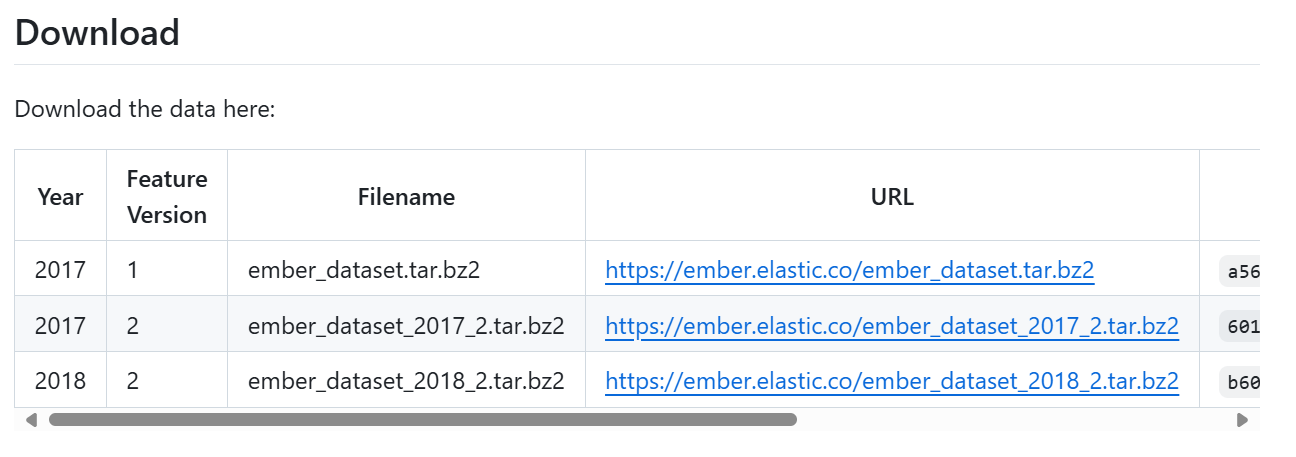 Download
Download the data here:
Year Feature Version Filename URL
2017 1 ember_dataset.tar.bz2 https://ember.elastic.co/ember_dataset.tar.bz2 a56
2017 2 ember_dataset_2017_2.tar.bz2 https://ember.elastic.co/ember_dataset_2017_2.tar.bz2 601
2018 2 ember_dataset_2018_2.tar.bz2 https://ember.elastic.co/ember_dataset_2018_2.tar.bz2 b60